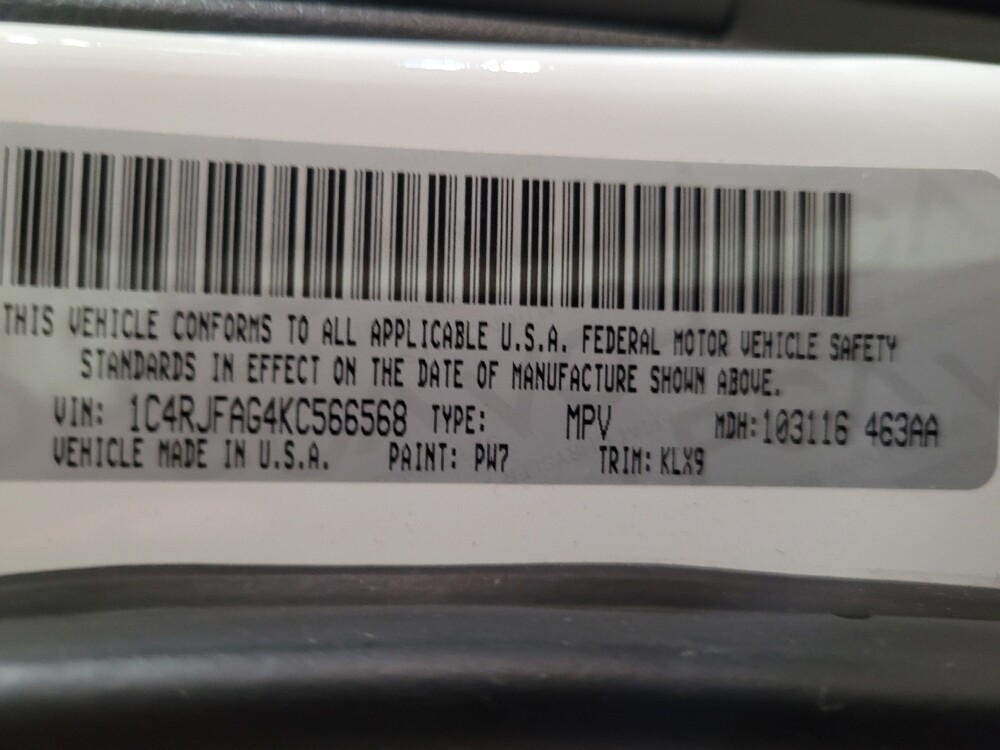 THIS VEHICLE CONFORMS TO ALL APPLICABLE U.S.A. FEDERAL MOTOR VEHICLE SAFETY
STANDARDS IN EFFECT ON THE DATE OF MANUFACTURE SHOWN ABOVE.
VIN: 1C4RJFAG4KC566568 TYPE: MPV MDH:103116 463AA
VEHICLE MADE IN U.S.A. PAINT: PW7 TRIM: KLX9